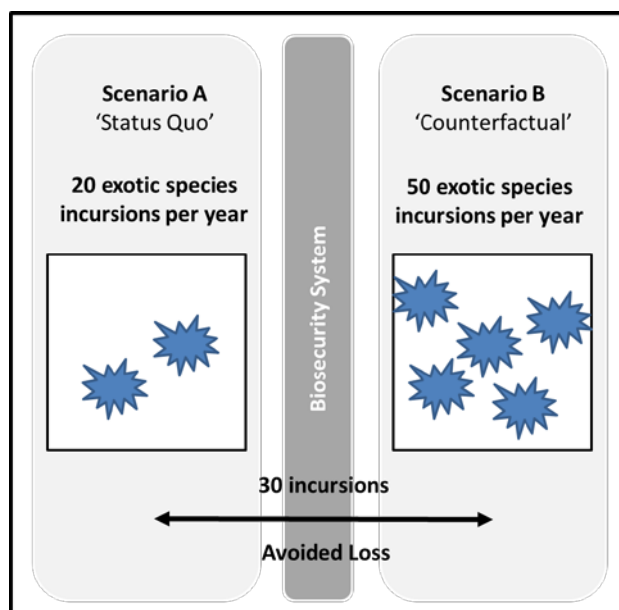 Scenario A
‘Status Quo’
20 exotic species
incursions per year
Biosecurity System
Scenario B
‘Counterfactual’
50 exotic species
incursions per year
30 incursions
Avoided Loss